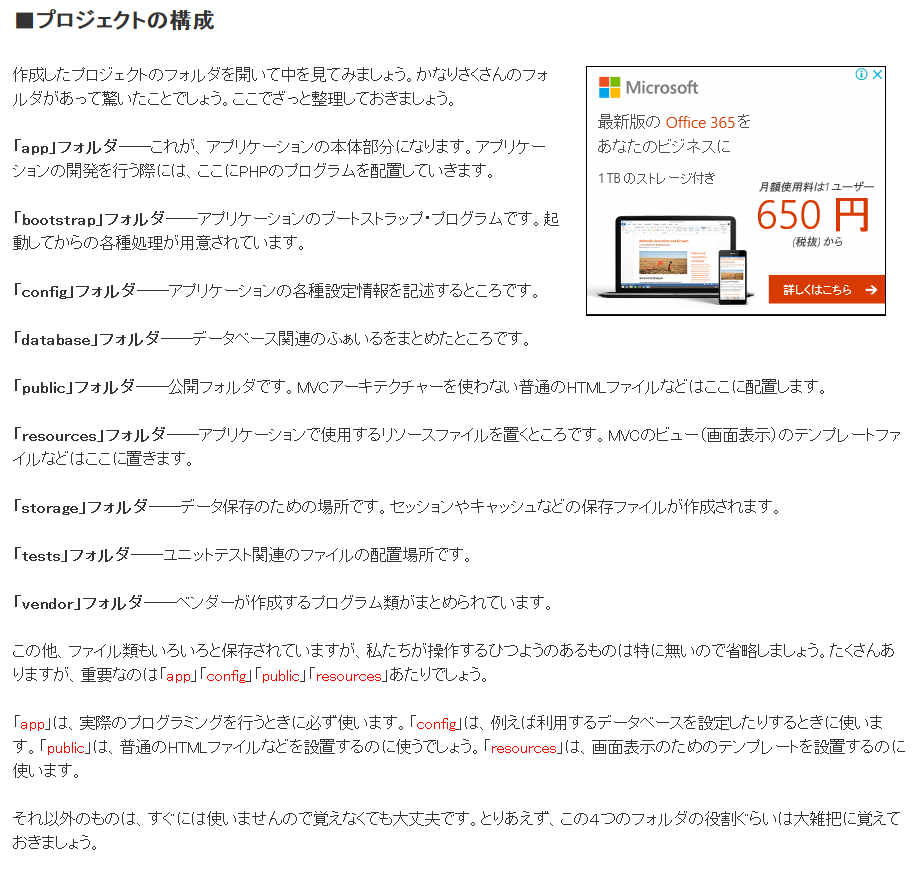 ■プロジェクトの構成
作成したプロジェクトのフォルダを開いて中を見てみましょう。かなりさくさんのフォ
ルダがあって驚いたことでしょう。ここでざっと整理しておきましょう。
「app」フォルダ――これが、アプリケーションの本体部分になります。アプリケー
ションの開発を行う際には、ここにPHPのプログラムを配置していきます。
「bootstrap」フォルダ――アプリケーションのブートストラップ・プログラムです。起
動してからの各種処理が用意されています。
「config」フォルダ――アプリケーションの各種設定情報を記述するところです。
「database」フォルダ――データベース関連のふぁいるをまとめたところです。
「public」フォルダ――公開フォルダです。MVCアーキテクチャーを使わない普通のHTMLファイルなどはここに配置します。
「resources」フォルダ――アプリケーションで使用するリソースファイルを置くところです。MVCのビュー（画面表示）のテンプレートファ
イルなどはここに置きます。
「storage」フォルダ――データ保存のための場所です。セッションやキャッシュなどの保存ファイルが作成されます。
「tests」フォルダ――ユニットテスト関連のファイルの配置場所です。
「vendor」フォルダ――ベンダーが作成するプログラム類がまとめられています。
この他、ファイル類もいろいろと保存されていますが、私たちが操作するひつようのあるものは特に無いので省略しましょう。たくさんあ
りますが、重要なのは「app」「config」「public」「resources」あたりでしょう。
「app」は、実際のプログラミングを行うときに必ず使います。「config」は、例えば利用するデータベースを設定したりするときに使いま
す。「public」は、普通のHTMLファイルなどを設置するのに使うでしょう。「resources」は、画面表示のためのテンプレートを設置するのに
使います。
それ以外のものは、すぐには使いませんので覚えなくても大丈夫です。とりあえず、この４つのフォルダの役割ぐらいは大雑把に覚えて
おきましょう。
Microsoft
最新版の Office 365を
あなたのビジネスに
1 TB のストレージ付き
月額使用料は1 ユーザー
650 円
(税抜) から
詳しくはこちら →